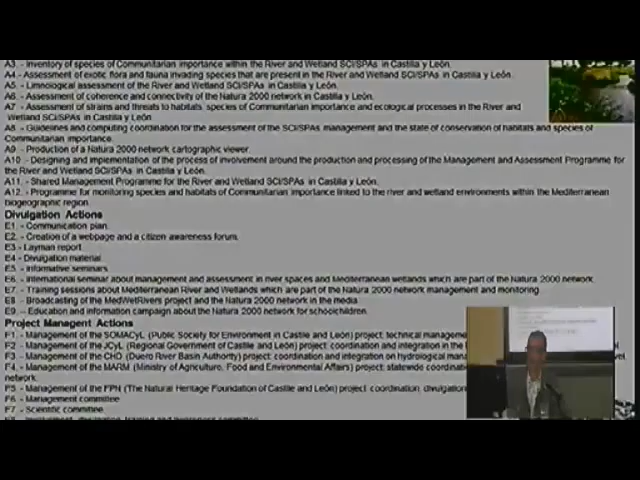 A3. - Inventory of species of Communitarian importance within the River and Wetland SCI/SPAs in Castilla y León.
A4.- Assessment of exotic flora and fauna invading species that are present in the River and Wetland SCI/SPAs in Castilla y León.
A5. - Limnological assessment of the River and Wetland SCI/SPAs in Castilla y León.
A6. - Assessment of coherence and connectivity of the Natura 2000 network in Castilla y León.
A7. - Assessment of strains and threats to habitats, species of Communitarian importance and ecological processes in the River and
Wetland SCI/SPAs in Castilla y León
A8 - Guidelines and computing coordination for the assessment of the SCI/SPAs management and the state of conservation of habitats and species of
Communitarian importance.
A9 - Production of a Natura 2000 network cartographic viewer.
A10. - Designing and implementation of the process of involvement around the production and processing of the Management and Assessment Programme for
the River and Wetland SCI/SPAs in Castilla y León.
A11. - Shared Management Programme for the River and Wetland SCI/SPAs in Castilla y León.
A12. - Programme for monitoring species and habitats of Communitarian importance linked to the river and wetland environments within the Mediterranean
biogeographic region.
Divulgation Actions
E1. - Communication plan.
E2. - Creation of a webpage and a citizen awareness forum.
E3 - Layman report.
E4 - Divulgation material
E5. - Informative seminars.
E6. - International seminar about management and assessment in river spaces and Mediterranean wetlands which are part of the Natura 2000 network.
E7. - Training sessions about Mediterranean River and Wetlands which are part of the Natura 2000 network management and monitoring.
E8. - Broadcasting of the MedWetRivers project and the Natura 2000 network in the media.
E9. - Education and information campaign about the Natura 2000 network for schoolchildren.
Project Managent Actions
F1. - Management of the SOMACyL (Public Society for Environment in Castile and León) project: technical manageme
F2. - Management of the JCyL (Regional Government of Castile and León) project: coordination and integration in the
F3. - Management of the CHD (Duero River Basin Authority) project: coordination and integration on hydrological man
F4. - Management of the MARM (Ministry of Agriculture, Food and Environmental Affairs) project: statewide coordinatio
network.
F5 - Management of the FPN (The Natural Heritage Foundation of Castile and León) project: coordination, divulgation
F6. - Management committee
F7. - Scientific committee.